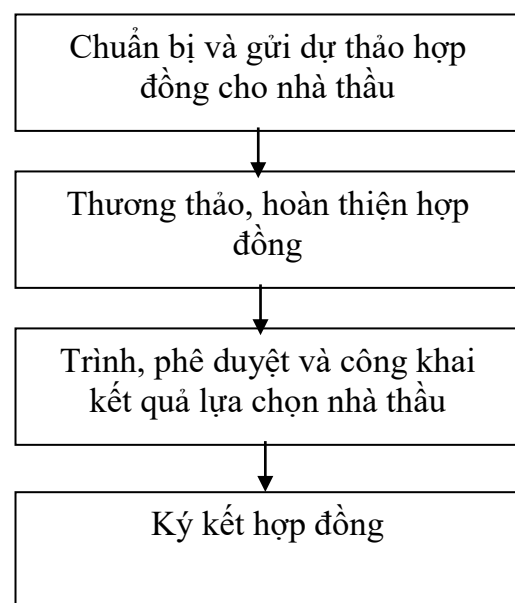 Chuẩn bị và gửi dự thảo hợp
đồng cho nhà thầu
Thương thảo, hoàn thiện hợp
đồng
Trình, phê duyệt và công khai
kết quả lựa chọn nhà thầu
Ký kết hợp đồng